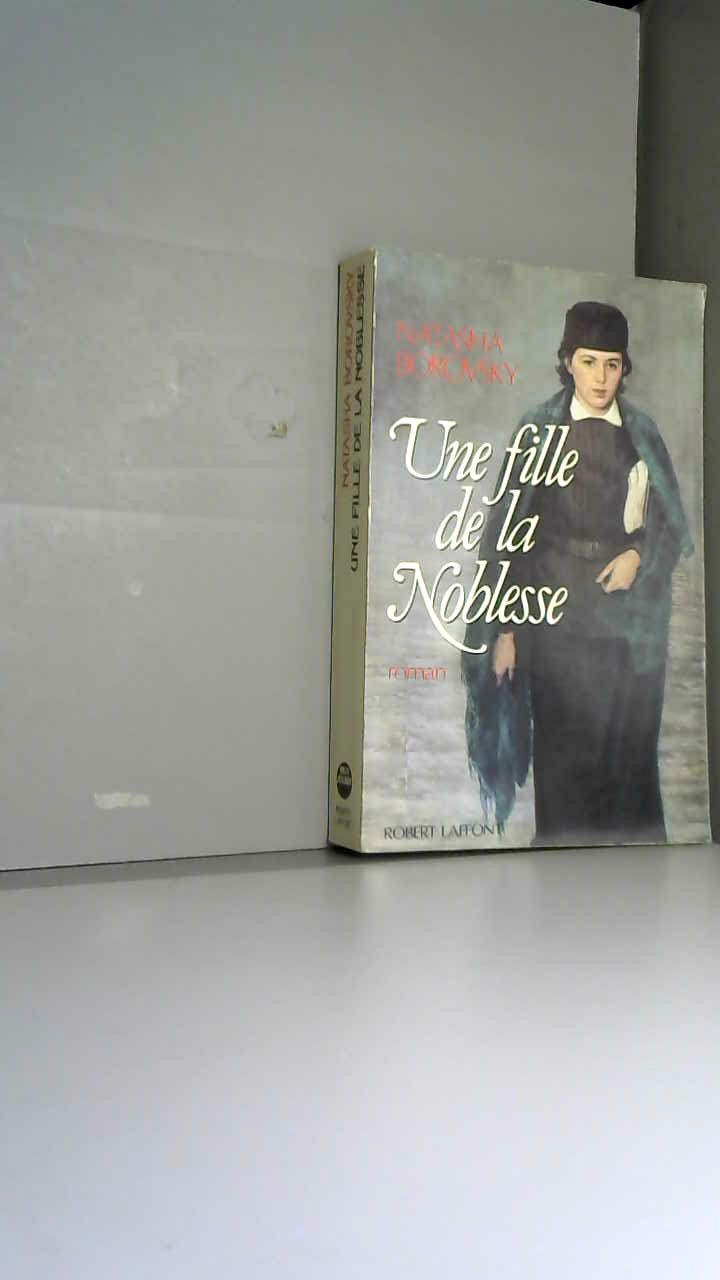 NATASHA BOROVSKY
UNE FILLE DE LA NOBLESSE
NATASHA
BOROVSKY
Une fille
de la
Noblesse
roman
ROBERT LAFFONT